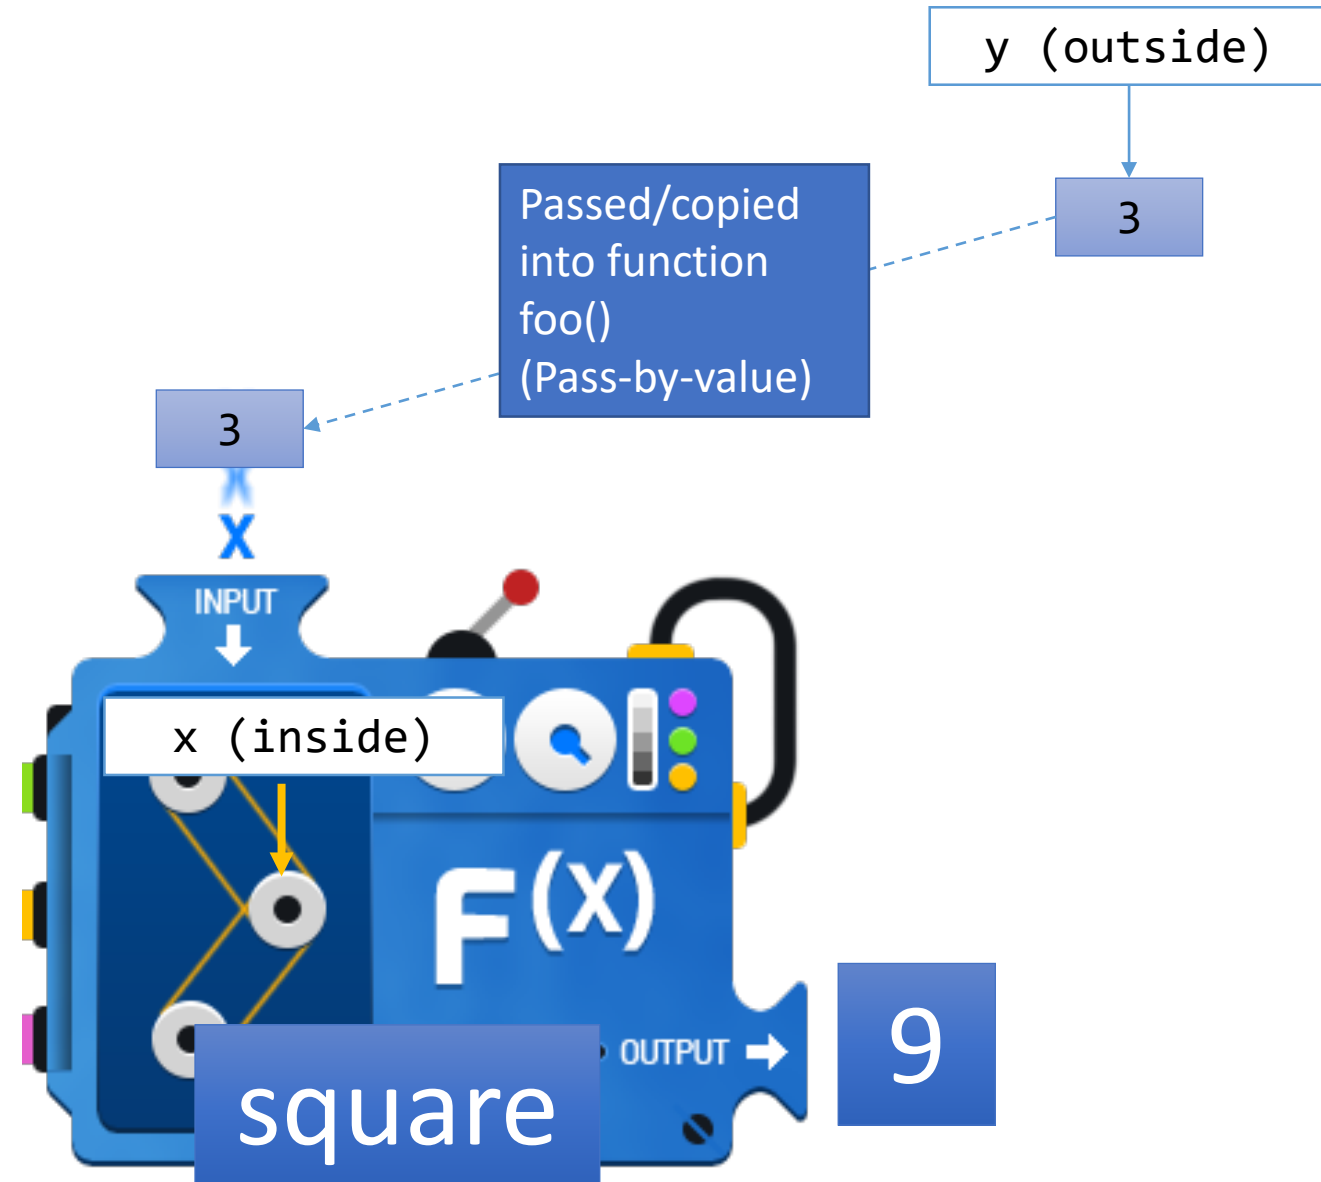 y (outside)
3
Passed/copied
into function
foo()
(Pass-by-value)
3
X
X
INPUT
x (inside)
F(X)
OUTPUT
9
square